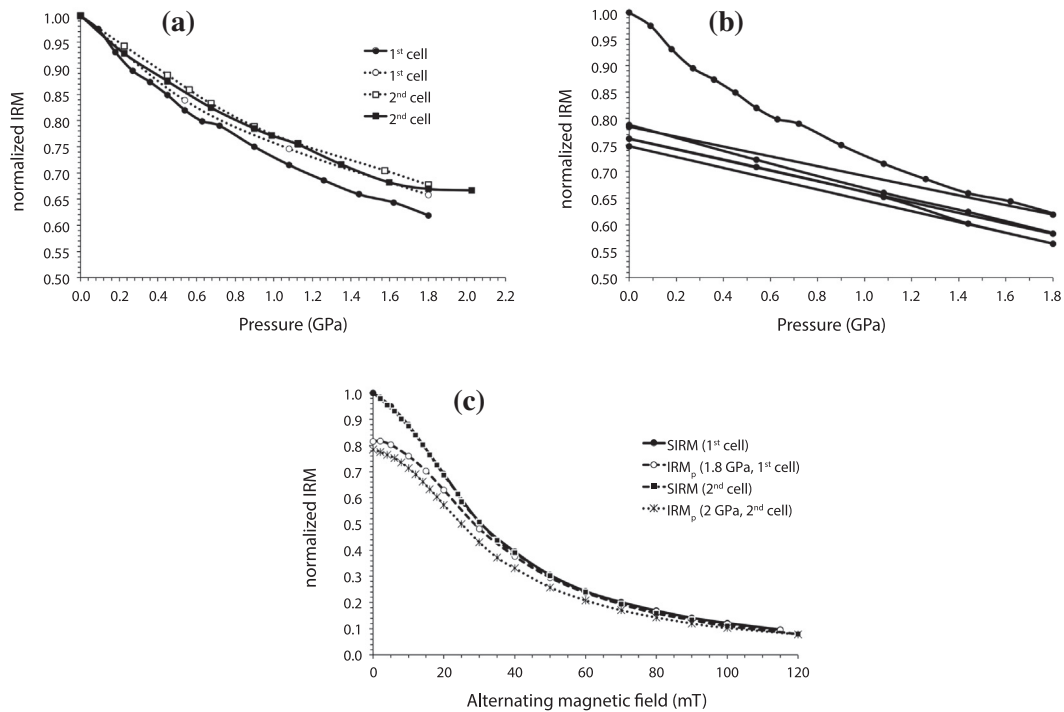 (a)
1.00
0.95
0.90
0.85
0.80
0.75
0.70
0.65
0.60
0.55
0.50
normalized IRM
1st cell
1st cell
2nd cell
2nd cell
0.0 0.2 0.4 0.6 0.8 1.0 1.2 1.4 1.6 1.8 2.0 2.2
Pressure (GPa)
(b)
1.00
0.95
0.90
0.85
0.80
0.75
0.70
0.65
0.60
0.55
0.50
normalized IRM
0.0 0.2 0.4 0.6 0.8 1.0 1.2 1.4 1.6 1.8
Pressure (GPa)
(c)
1.0
0.9
0.8
0.7
0.6
0.5
0.4
0.3
0.2
0.1
0.0
normalized IRM
SIRM (1st cell)
IRMp (1.8 GPa, 1st cell)
SIRM (2nd cell)
IRMp (2 GPa, 2nd cell)
0 20 40 60 80 100 120
Alternating magnetic field (mT)